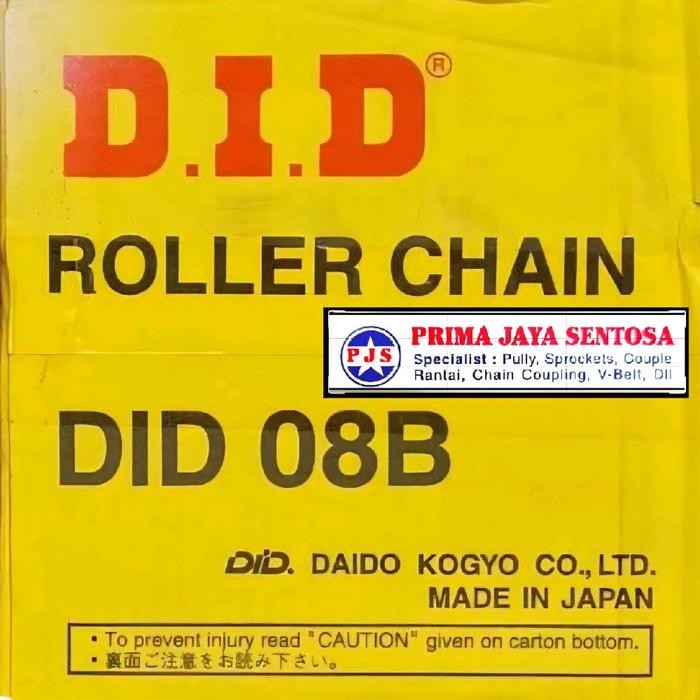 D.I.D®
ROLLER CHAIN
PJS
PRIMA JAYA SENTOSA
Specialist : Pully, Sprockets, Couple
Rantai, Chain Coupling, V-Belt, Dll
DID 08B
D.I.D. DAIDO KOGYO CO., LTD.
MADE IN JAPAN
• To prevent injury read "CAUTION" given on carton bottom.
• 裏面ご注意をお読み下さい。